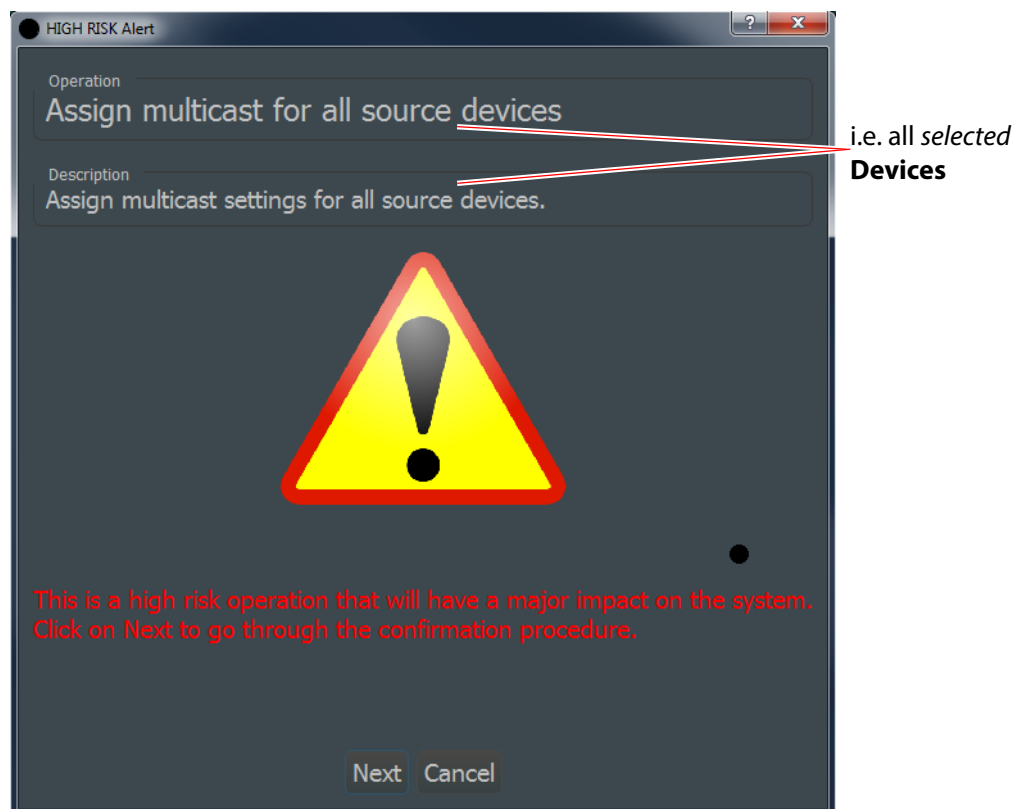 HIGH RISK Alert
Operation
Assign multicast for all source devices
i.e. all selected
Devices
Description
Assign multicast settings for all source devices.
This is a high risk operation that will have a major impact on the system.
Click on Next to go through the confirmation procedure.
Next Cancel